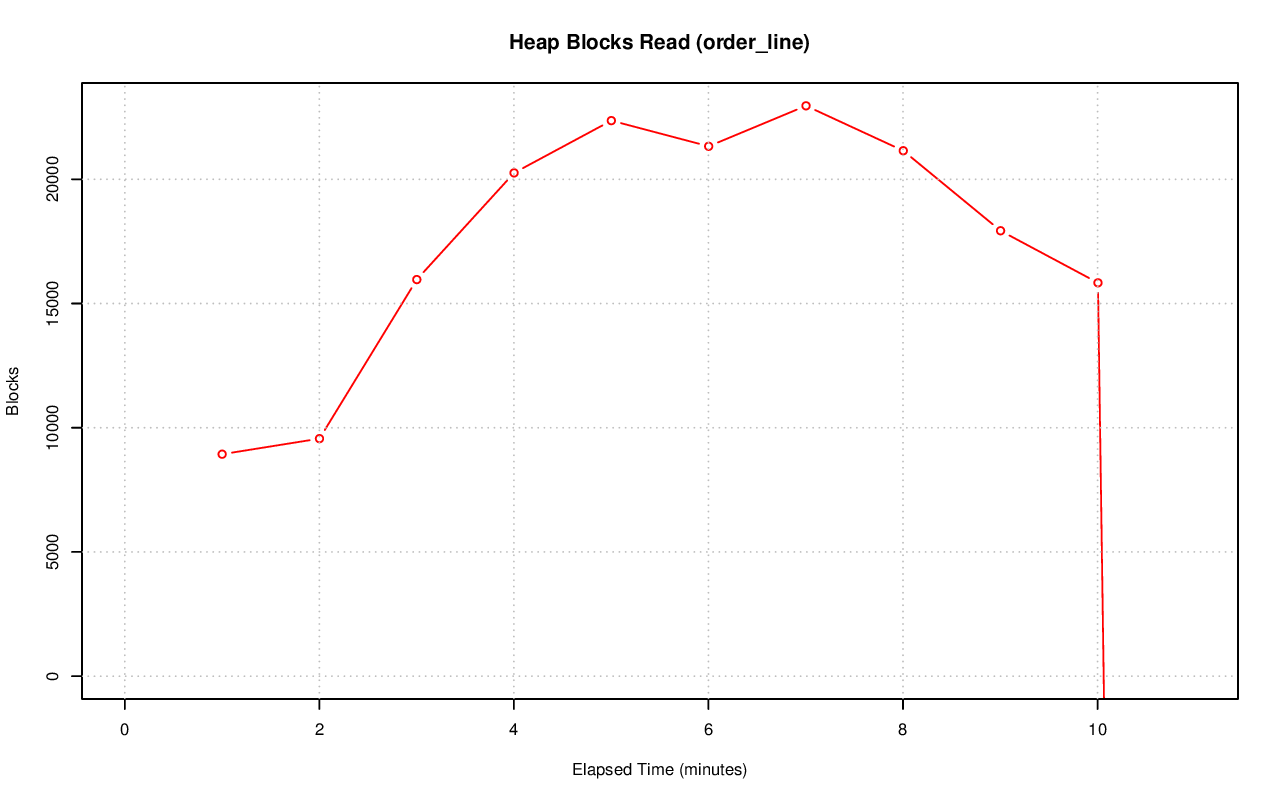 Heap Blocks Read (order_line)
Blocks
20000
15000
10000
5000
0
0 2 4 6 8 10
Elapsed Time (minutes)